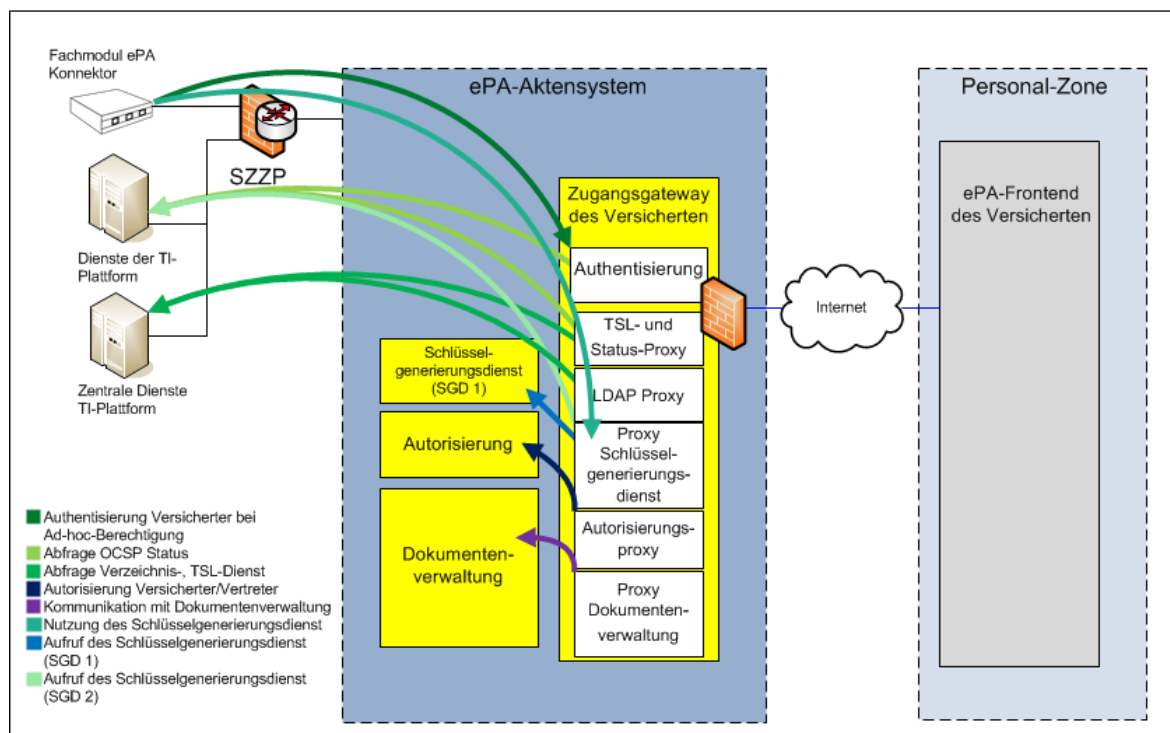 Fachmodul ePA
Konnektor
SZZP
Dienste der TI-
Plattform
Zentrale Dienste
TI-Plattform
ePA-Aktensystem
Zugangsgateway
des Versicherten
Authentisierung
TSL- und
Status-Proxy
LDAP Proxy
Proxy
Schlüssel-
generierungs-
dienst
Autorisierungs-
proxy
Proxy
Dokumenten-
verwaltung
Schlüssel-
generierungsdienst
(SGD 1)
Autorisierung
Dokumenten-
verwaltung
Internet
Personal-Zone
ePA-Frontend
des Versicherten
Authentisierung Versicherter bei
Ad-hoc-Berechtigung
Abfrage OCSP Status
Abfrage Verzeichnis-, TSL-Dienst
Autorisierung Versicherter/Vertreter
Kommunikation mit Dokumentenverwaltung
Nutzung des Schlüsselgenerierungsdienst
Aufruf des Schlüsselgenerierungsdienst
(SGD 1)
Aufruf des Schlüsselgenerierungsdienst
(SGD 2)